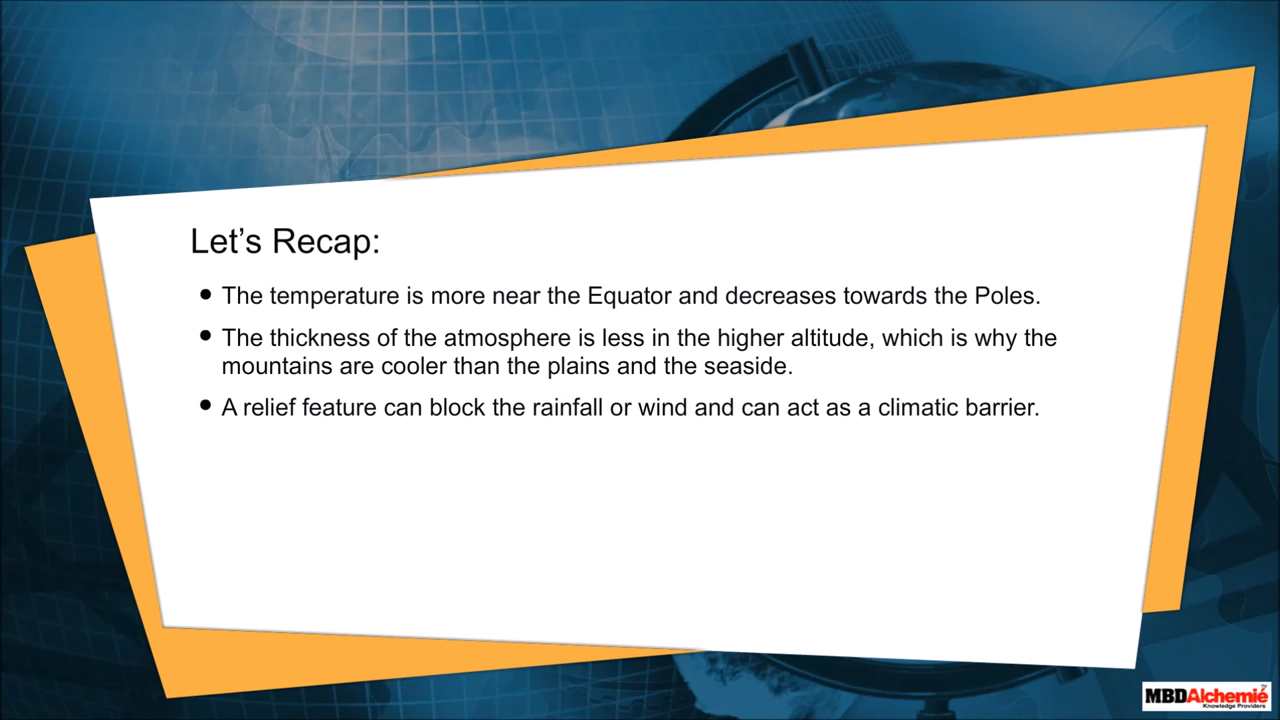 Let’s Recap:
● The temperature is more near the Equator and decreases towards the Poles.
● The thickness of the atmosphere is less in the higher altitude, which is why the
mountains are cooler than the plains and the seaside.
● A relief feature can block the rainfall or wind and can act as a climatic barrier.
MBDAlchemié
Knowledge Providers